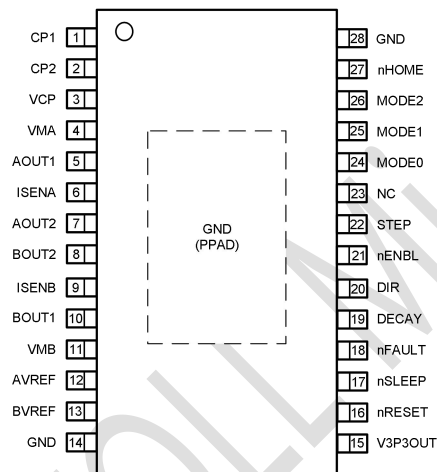 CP1 1
CP2 2
VCP 3
VMA 4
AOUT1 5
ISENA 6
AOUT2 7
BOUT2 8
ISENB 9
BOUT1 10
VMB 11
AVREF 12
BVREF 13
GND 14
GND
(PPAD)
28 GND
27 nHOME
26 MODE2
25 MODE1
24 MODE0
23 NC
22 STEP
21 nENBL
20 DIR
19 DECAY
18 nFAULT
17 nSLEEP
16 nRESET
15 V3P3OUT